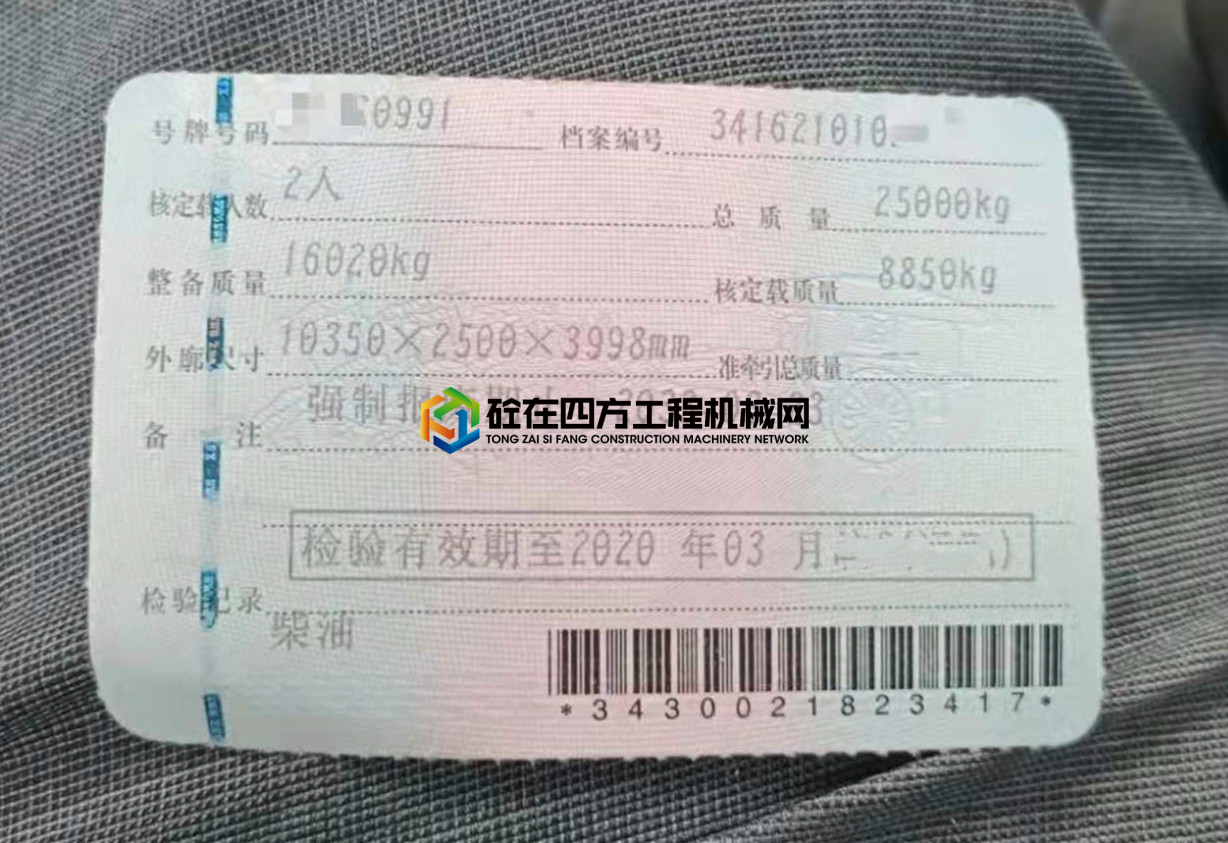 号牌号码 0991 档案编号 341621010
核定载人数 2人 总质量 25000kg
整备质量 16020kg 核定载质量 8850kg
外廓尺寸 10350×2500×3998mm 准牵引总质量 --
备注 强制报
砼在四方工程机械网
TONG ZAI SI FANG CONSTRUCTION MACHINERY NETWORK
检验有效期至2020 年03 月
检验记录
柴油
*3430021823417*